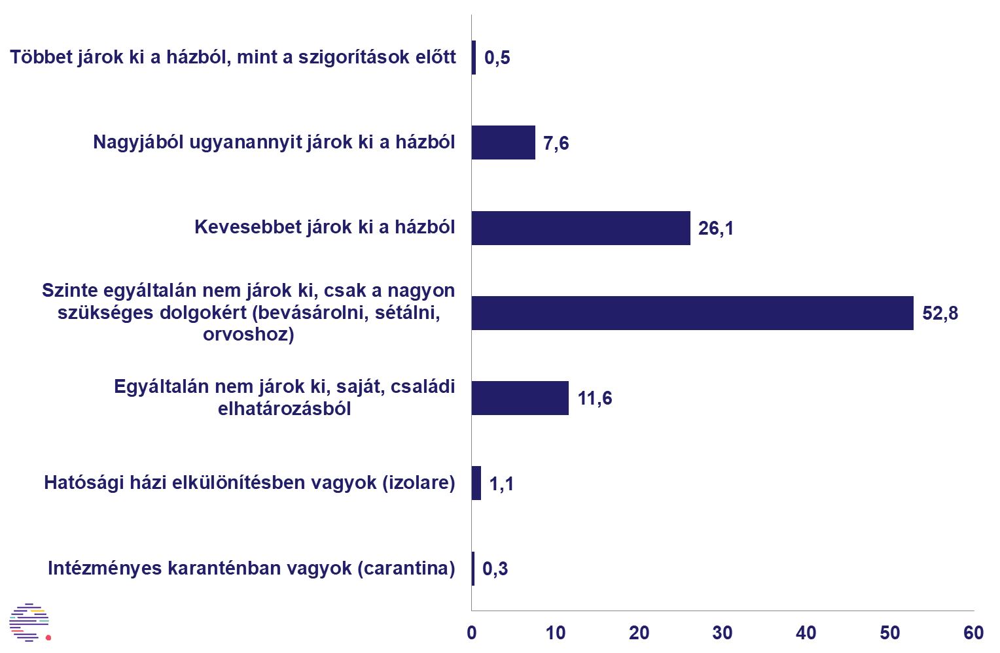 Többet járok ki a házból, mint a szigorítások előtt
0,5
Nagyjából ugyanannyit járok ki a házból
7,6
Kevesebbet járok ki a házból
26,1
Szinte egyáltalán nem járok ki, csak a nagyon
szükséges dolgokért (bevásárolni, sétálni,
orvoshoz)
52,8
Egyáltalán nem járok ki, saját, családi
elhatározásból
11,6
Hatósági házi elkülönítésben vagyok (izolare)
1,1
Intézményes karanténban vagyok (carantina)
0,3
0 10 20 30 40 50 60